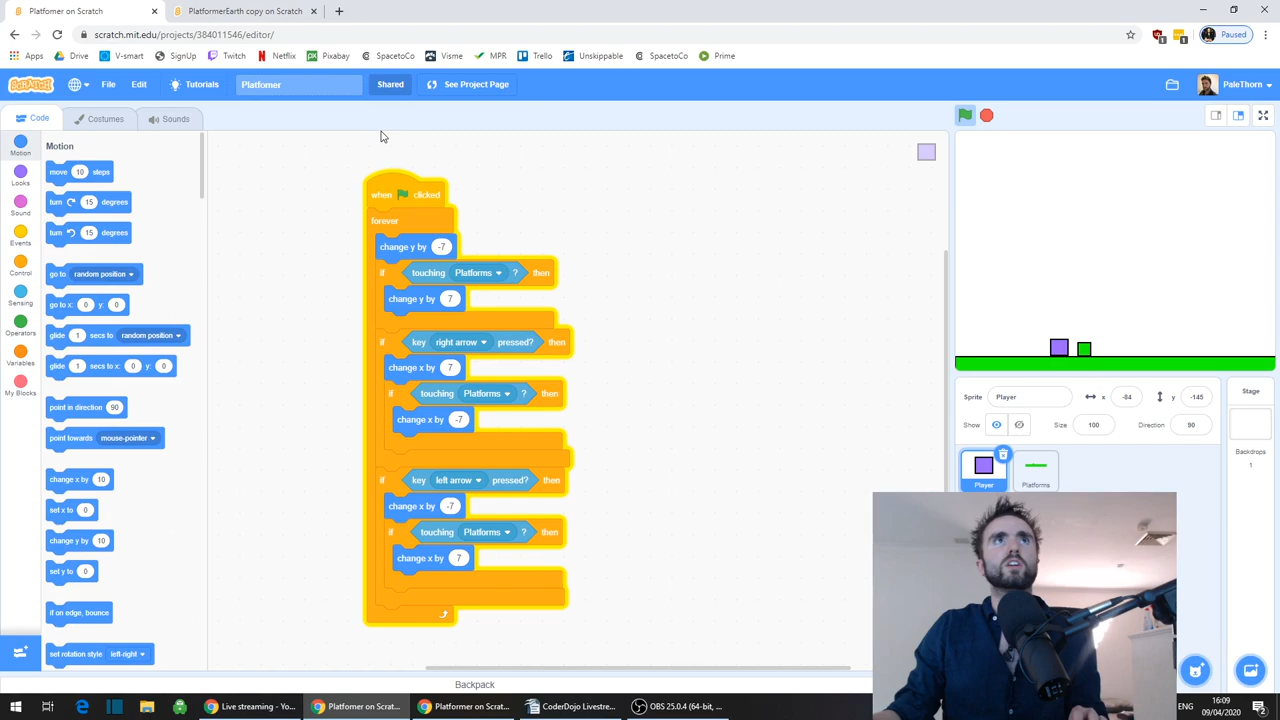 Platfomer on Scratch
PlatformerEarth copy on Scratch
scratch.mit.edu/projects/384011546/editor/
Paused
Apps Drive V-smart SignUp Twitch Netflix Pixabay SpacetoCo Visme MPR Trello Unskippable SpacetoCo Prime
SCRATCH File Edit Tutorials Platfomer Shared See Project Page PaleThorn
Code Costumes Sounds
Motion
Looks
Sound
Events
Control
Sensing
Operators
Variables
My Blocks
Motion
move 10 steps
turn 15 degrees
turn 15 degrees
go to random position
go to x: 0 y: 0
glide 1 secs to random position
glide 1 secs to x: 0 y: 0
point in direction 90
point towards mouse-pointer
change x by 10
set x to 0
change y by 10
set y to 0
if on edge, bounce
set rotation style left-right
when clicked
forever
change y by -7
if touching Platforms ? then
change y by 7
if key right arrow pressed? then
change x by 7
if touching Platforms ? then
change x by -7
if key left arrow pressed? then
change x by -7
if touching Platforms ? then
change x by 7
Sprite Player x -84 y -145
Show Size 100 Direction 90
Player
Platforms
Stage
Backdrops
1
Backpack
Live streaming - Yo...
Platfomer on Scrat...
Platformer on Scrat...
CoderDojo Livestre...
OBS 25.0.4 (64-bit, ...
ENG
16:09
09/04/2020
2